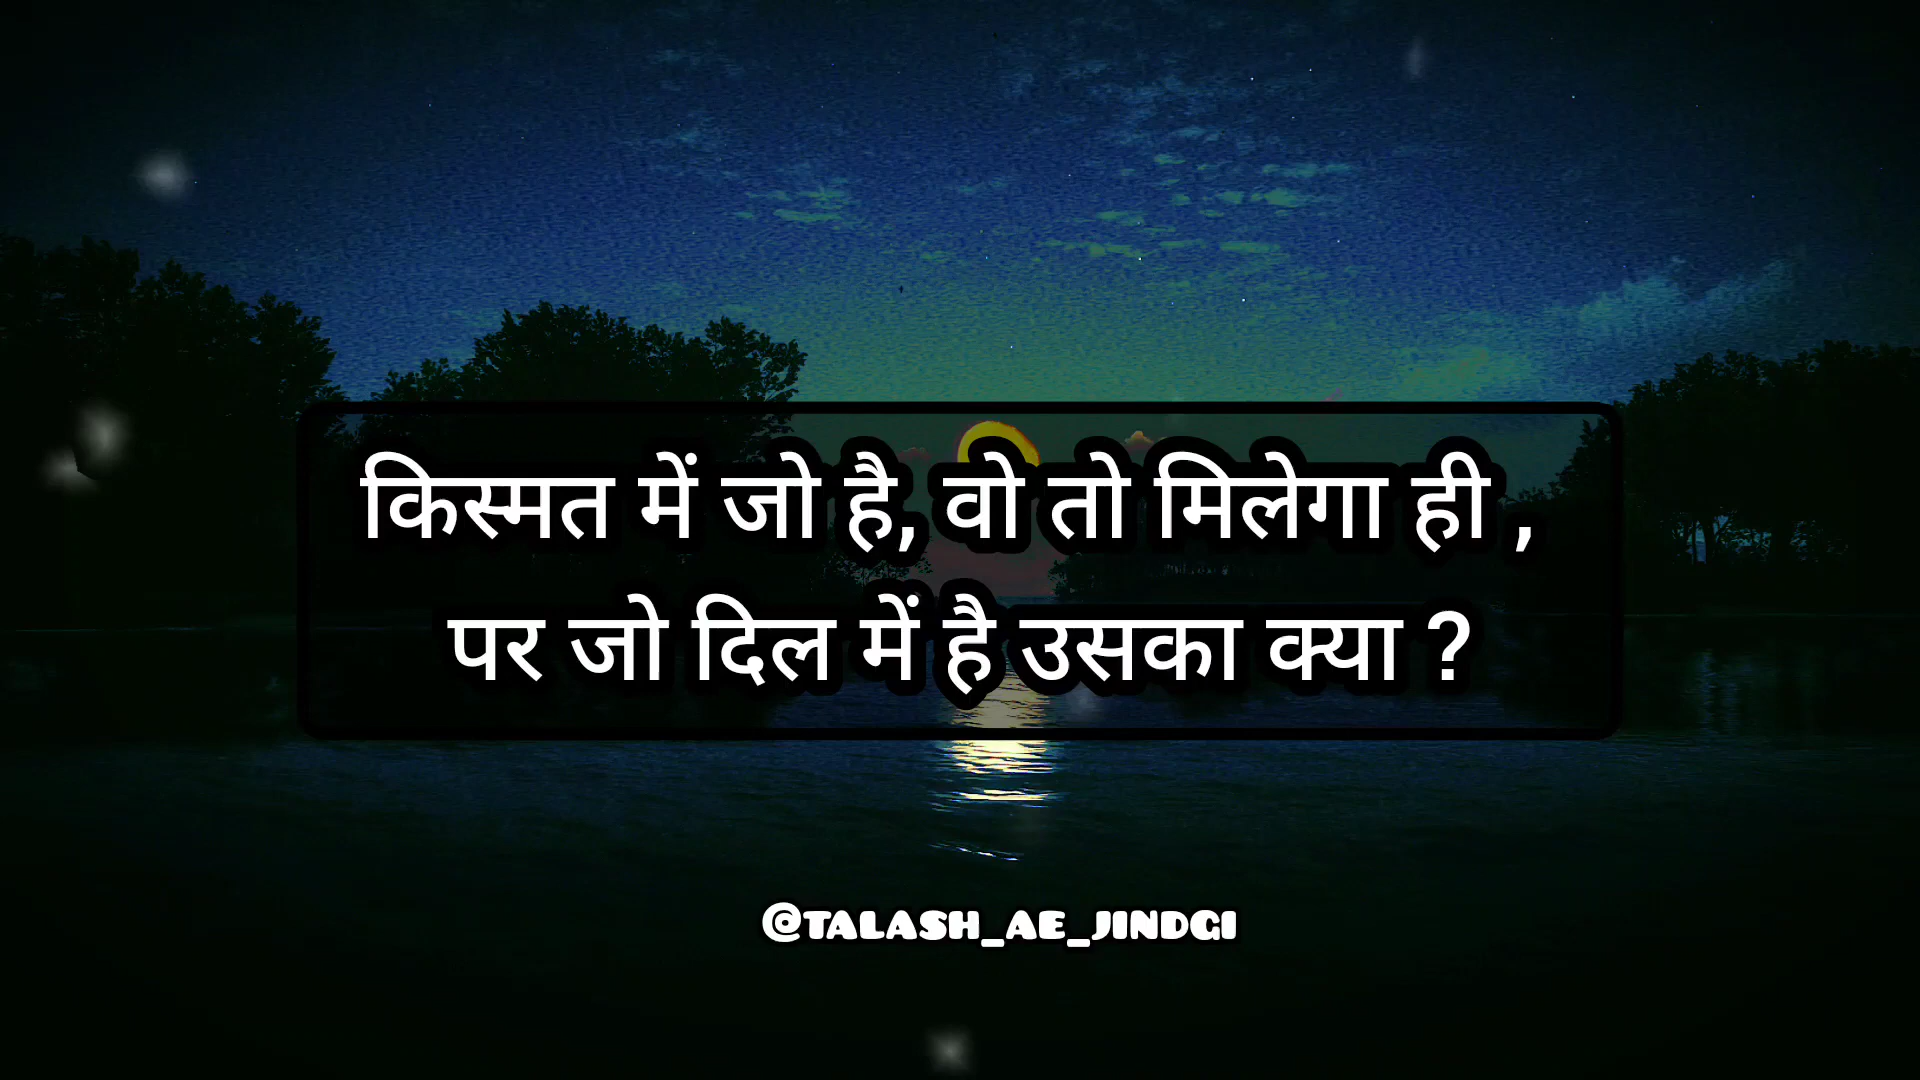 किस्मत में जो है, वो तो मिलेगा ही ,
पर जो दिल में है उसका क्या ?
@TALASH_AE_JINDGI